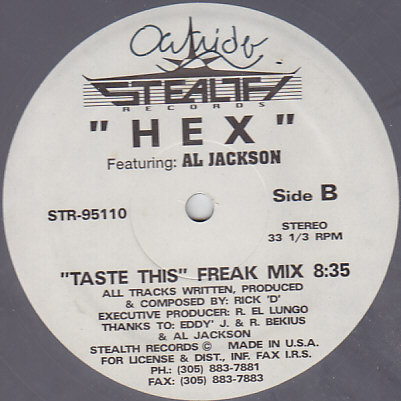 Outside
STEALTH
RECORDS
"HEX"
Featuring: AL JACKSON
Side B
STR-95110
STEREO
33 1/3 RPM
"TASTE THIS" FREAK MIX 8:35
ALL TRACKS WRITTEN, PRODUCED
& COMPOSED BY: RICK 'D'
EXECUTIVE PRODUCER: R. EL LUNGO
THANKS TO: EDDY' J. & R. BEKIUS
& AL JACKSON
STEALTH RECORDS © MADE IN U.S.A.
FOR LICENSE & DIST., INF. FAX I.R.S.
PH.: (305) 883-7881
FAX: (305) 883-7883